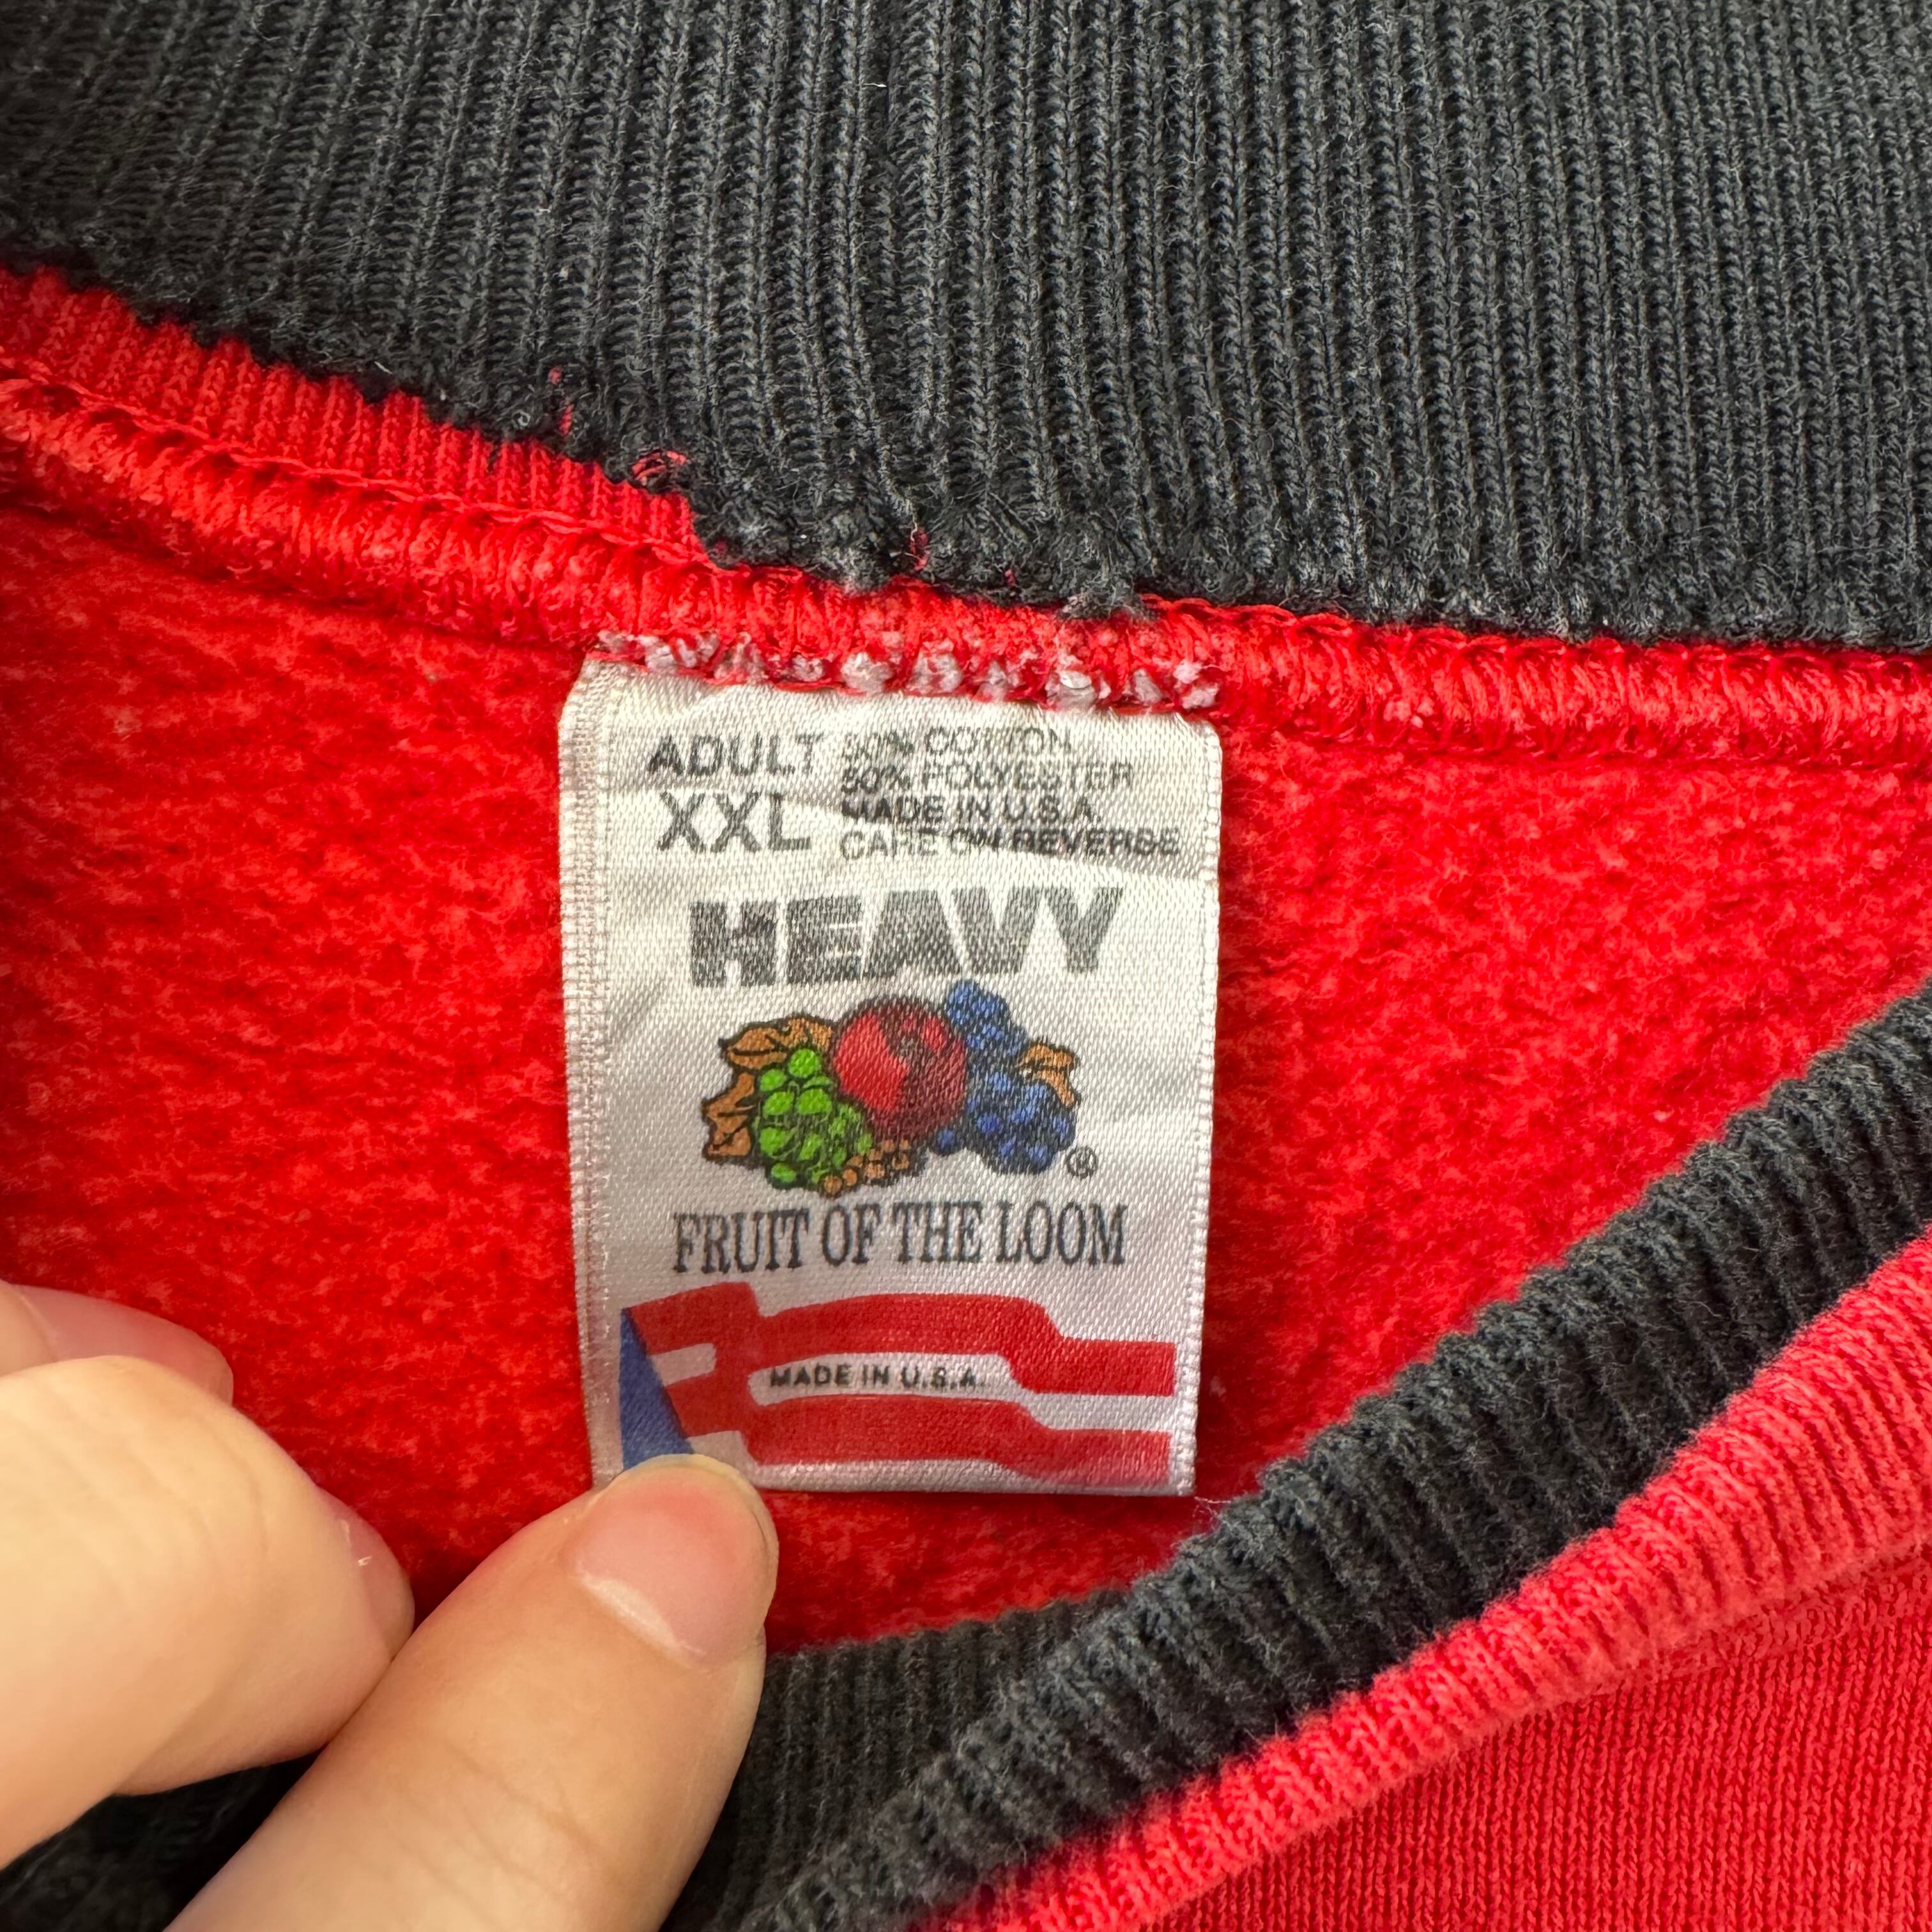 ADULT
XXL
50% COTTON
50% POLYESTER
MADE IN U.S.A.
CARE ON REVERSE
HEAVY
®
FRUIT OF THE LOOM
MADE IN U.S.A.